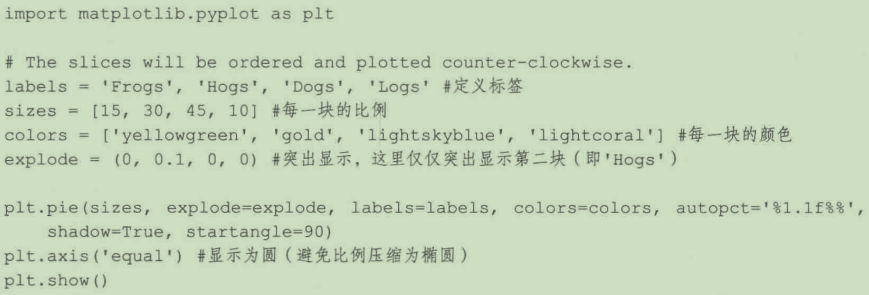 import matplotlib.pyplot as plt
# The slices will be ordered and plotted counter-clockwise.
labels = 'Frogs', 'Hogs', 'Dogs', 'Logs' #定义标签
sizes = [15, 30, 45, 10] #每一块的比例
colors = ['yellowgreen', 'gold', 'lightskyblue', 'lightcoral'] #每一块的颜色
explode = (0, 0.1, 0, 0) #突出显示，这里仅仅突出显示第二块（即'Hogs'）
plt.pie(sizes, explode=explode, labels=labels, colors=colors, autopct='%1.1f%%',
    shadow=True, startangle=90)
plt.axis('equal') #显示为圆（避免比例压缩为椭圆）
plt.show()